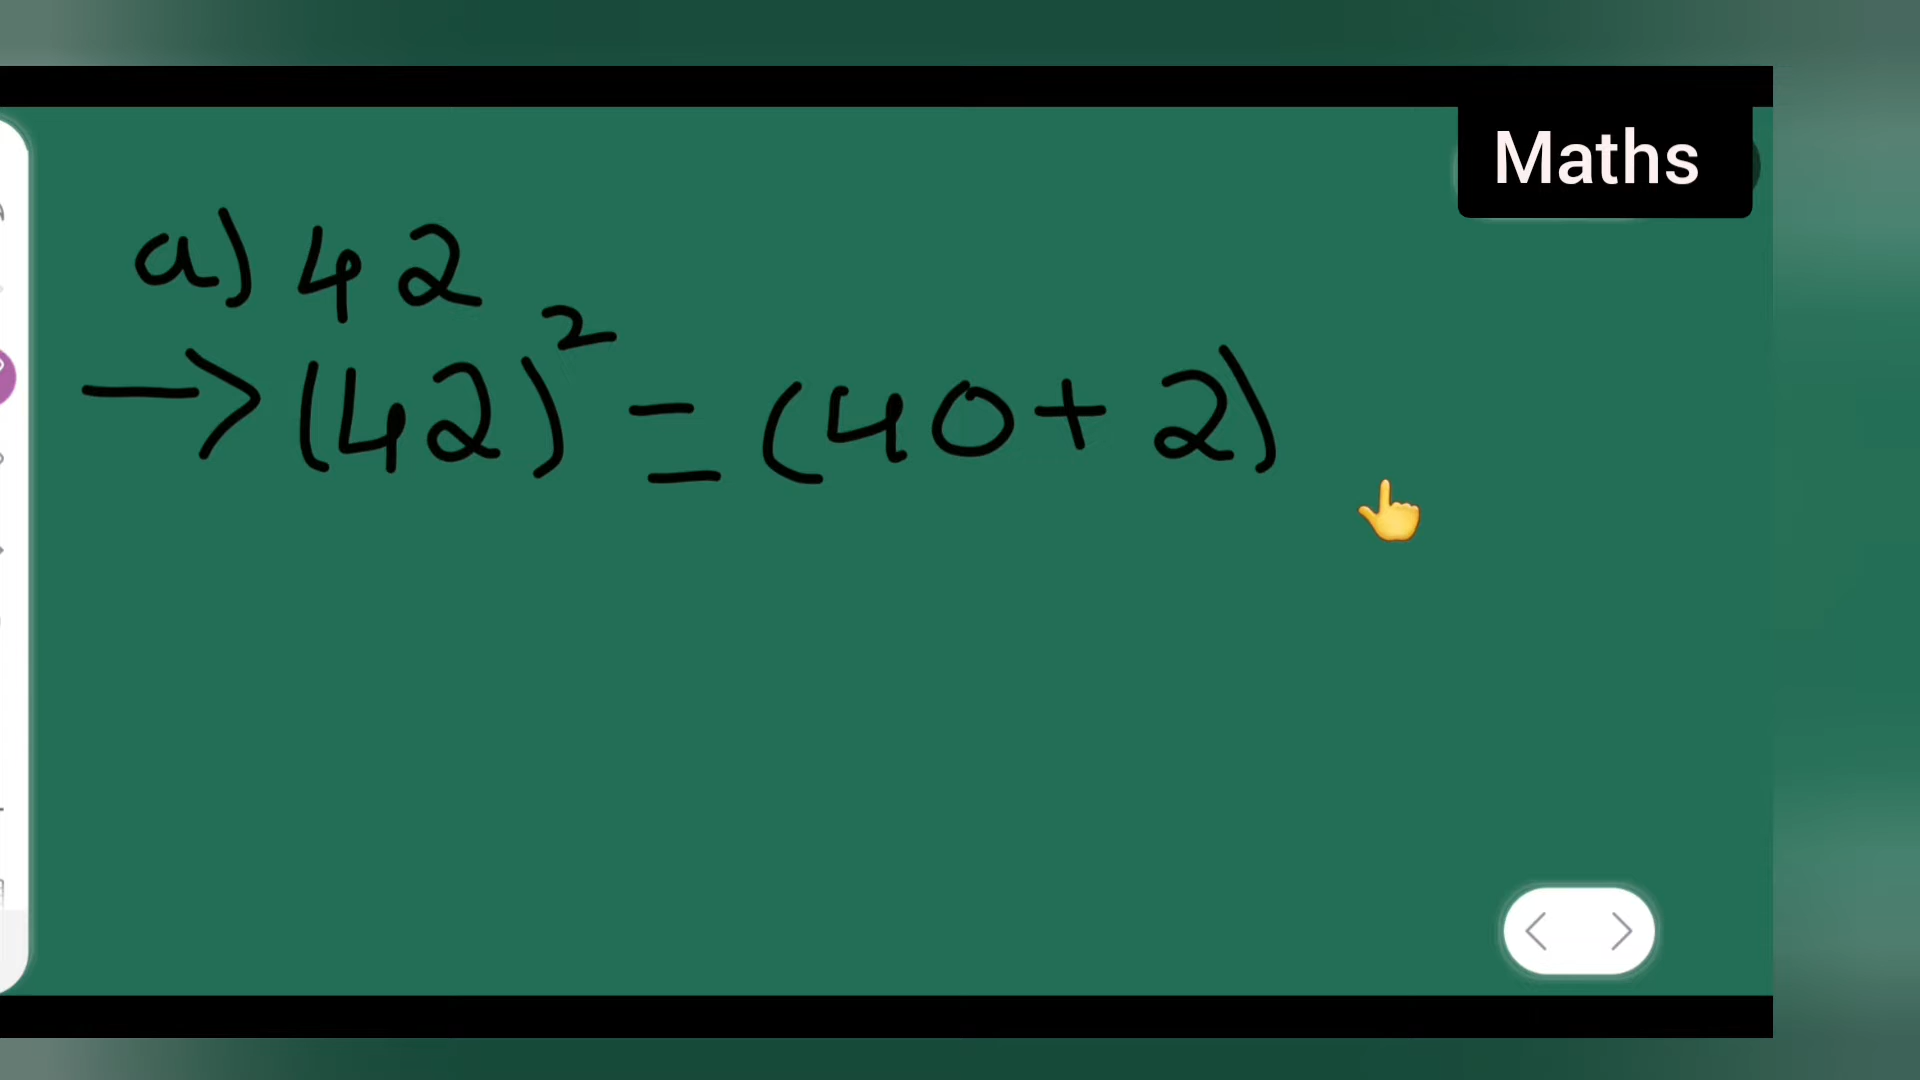 Maths
a) 42
→ (42)² = (40+2)